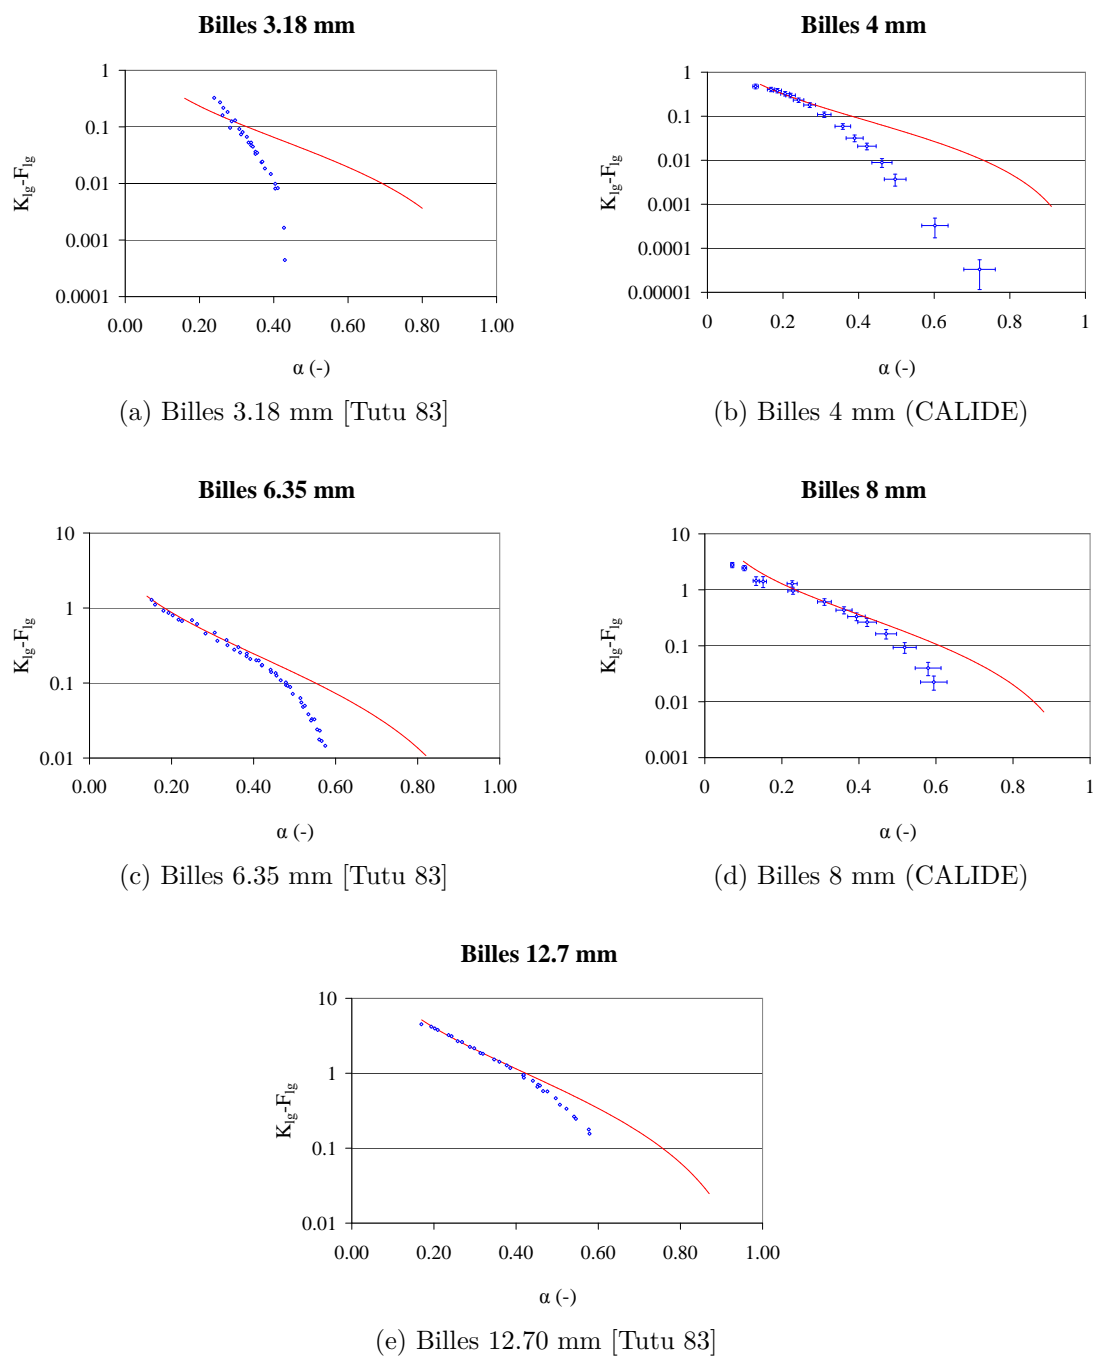 Billes 3.18 mm
1
0.1
0.01
0.001
0.0001
K_lg-F_lg
0.00 0.20 0.40 0.60 0.80 1.00
α (-)
(a) Billes 3.18 mm [Tutu 83]
Billes 4 mm
1
0.1
0.01
0.001
0.0001
0.00001
K_lg-F_lg
0 0.2 0.4 0.6 0.8 1
α (-)
(b) Billes 4 mm (CALIDE)
Billes 6.35 mm
10
1
0.1
0.01
K_lg-F_lg
0.00 0.20 0.40 0.60 0.80 1.00
α (-)
(c) Billes 6.35 mm [Tutu 83]
Billes 8 mm
10
1
0.1
0.01
0.001
K_lg-F_lg
0 0.2 0.4 0.6 0.8 1
α (-)
(d) Billes 8 mm (CALIDE)
Billes 12.7 mm
10
1
0.1
0.01
K_lg-F_lg
0.00 0.20 0.40 0.60 0.80 1.00
α (-)
(e) Billes 12.70 mm [Tutu 83]